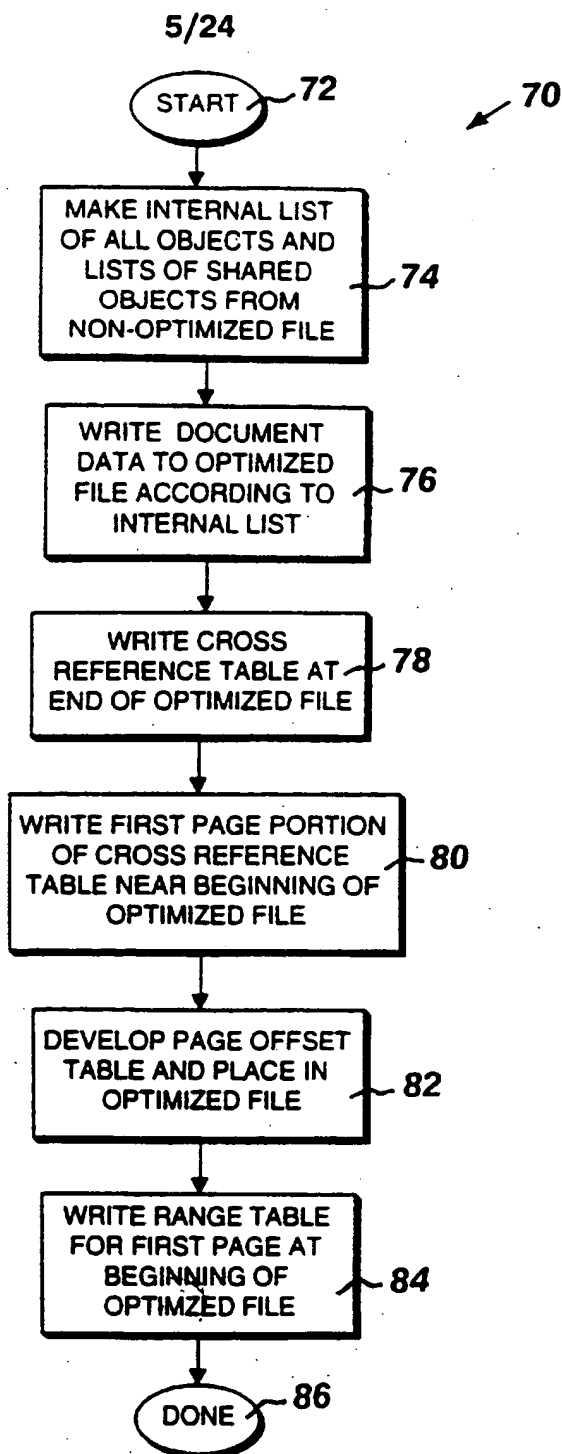 5/24
START
72
70
MAKE INTERNAL LIST
OF ALL OBJECTS AND
LISTS OF SHARED
OBJECTS FROM
NON-OPTIMIZED FILE
74
WRITE DOCUMENT
DATA TO OPTIMIZED
FILE ACCORDING TO
INTERNAL LIST
76
WRITE CROSS
REFERENCE TABLE AT
END OF OPTIMIZED FILE
78
WRITE FIRST PAGE PORTION
OF CROSS REFERENCE
TABLE NEAR BEGINNING OF
OPTIMIZED FILE
80
DEVELOP PAGE OFFSET
TABLE AND PLACE IN
OPTIMIZED FILE
82
WRITE RANGE TABLE
FOR FIRST PAGE AT
BEGINNING OF
OPTIMZED FILE
84
DONE
86